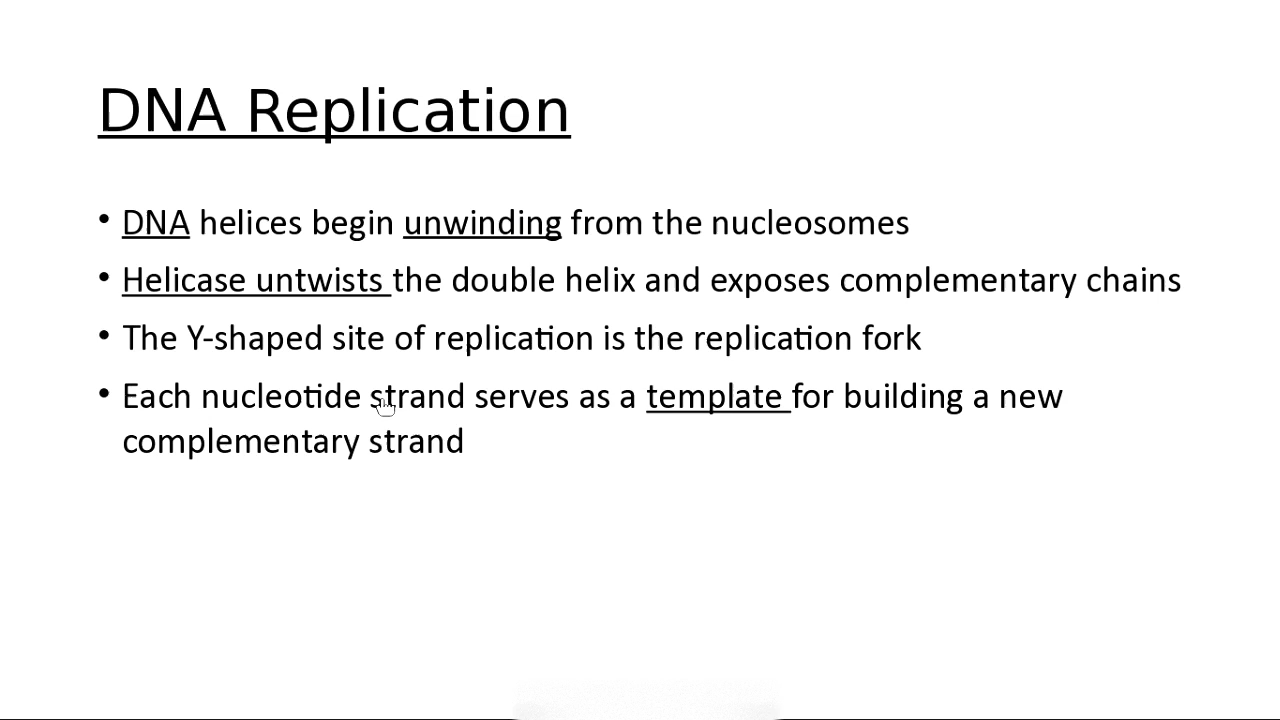 DNA Replication
• DNA helices begin unwinding from the nucleosomes
• Helicase untwists the double helix and exposes complementary chains
• The Y-shaped site of replication is the replication fork
• Each nucleotide strand serves as a template for building a new
complementary strand